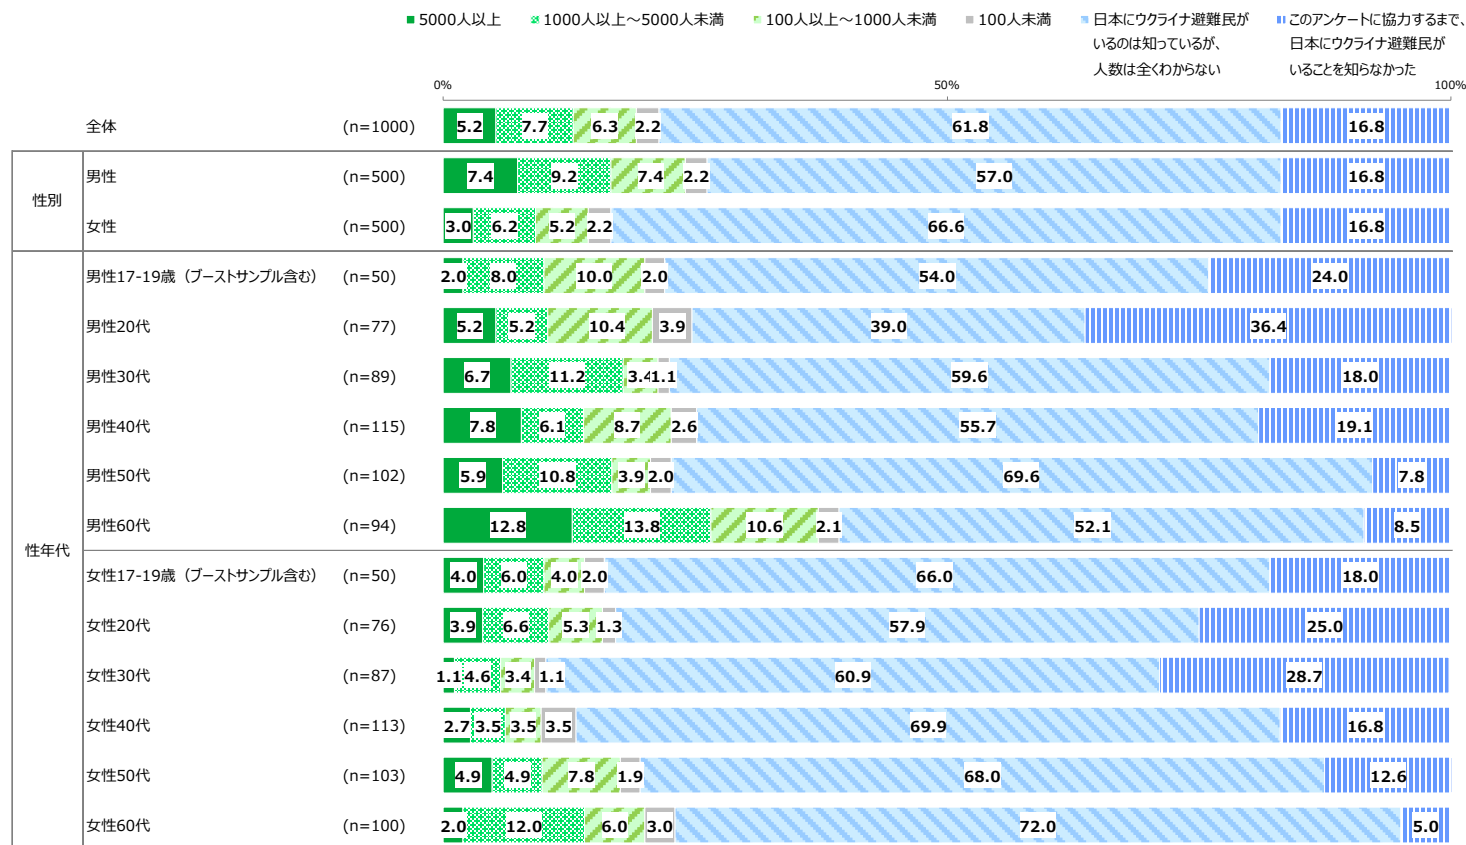 5000人以上 1000人以上～5000人未満 100人以上～1000人未満 100人未満 日本にウクライナ避難民が このアンケートに協力するまで、
いるのは知っているが、 日本にウクライナ避難民が
人数は全くわからない いることを知らなかった
0% 50% 100%
全体 (n=1000) 5.2 7.7 6.3 2.2 61.8 16.8
性別
男性 (n=500) 7.4 9.2 7.4 2.2 57.0 16.8
女性 (n=500) 3.0 6.2 5.2 2.2 66.6 16.8
性年代
男性17-19歳（ブーストサンプル含む） (n=50) 2.0 8.0 10.0 2.0 54.0 24.0
男性20代 (n=77) 5.2 5.2 10.4 3.9 39.0 36.4
男性30代 (n=89) 6.7 11.2 3.4 1.1 59.6 18.0
男性40代 (n=115) 7.8 6.1 8.7 2.6 55.7 19.1
男性50代 (n=102) 5.9 10.8 3.9 2.0 69.6 7.8
男性60代 (n=94) 12.8 13.8 10.6 2.1 52.1 8.5
女性17-19歳（ブーストサンプル含む） (n=50) 4.0 6.0 4.0 2.0 66.0 18.0
女性20代 (n=76) 3.9 6.6 5.3 1.3 57.9 25.0
女性30代 (n=87) 1.1 4.6 3.4 1.1 60.9 28.7
女性40代 (n=113) 2.7 3.5 3.5 3.5 69.9 16.8
女性50代 (n=103) 4.9 4.9 7.8 1.9 68.0 12.6
女性60代 (n=100) 2.0 12.0 6.0 3.0 72.0 5.0